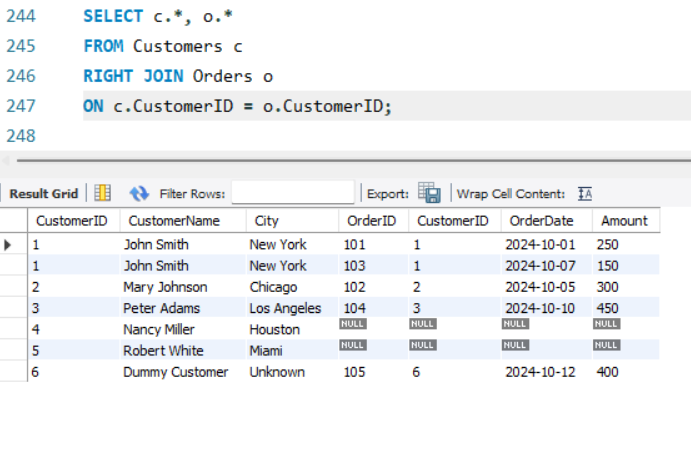 244 SELECT c.*, o.*
245 FROM Customers c
246 RIGHT JOIN Orders o
247 ON c.CustomerID = o.CustomerID;
248
Result Grid Filter Rows: Export: Wrap Cell Content: IA
CustomerID CustomerName City OrderID CustomerID OrderDate Amount
1 John Smith New York 101 1 2024-10-01 250
1 John Smith New York 103 1 2024-10-07 150
2 Mary Johnson Chicago 102 2 2024-10-05 300
3 Peter Adams Los Angeles 104 3 2024-10-10 450
4 Nancy Miller Houston NULL NULL NULL NULL
5 Robert White Miami NULL NULL NULL NULL
6 Dummy Customer Unknown 105 6 2024-10-12 400